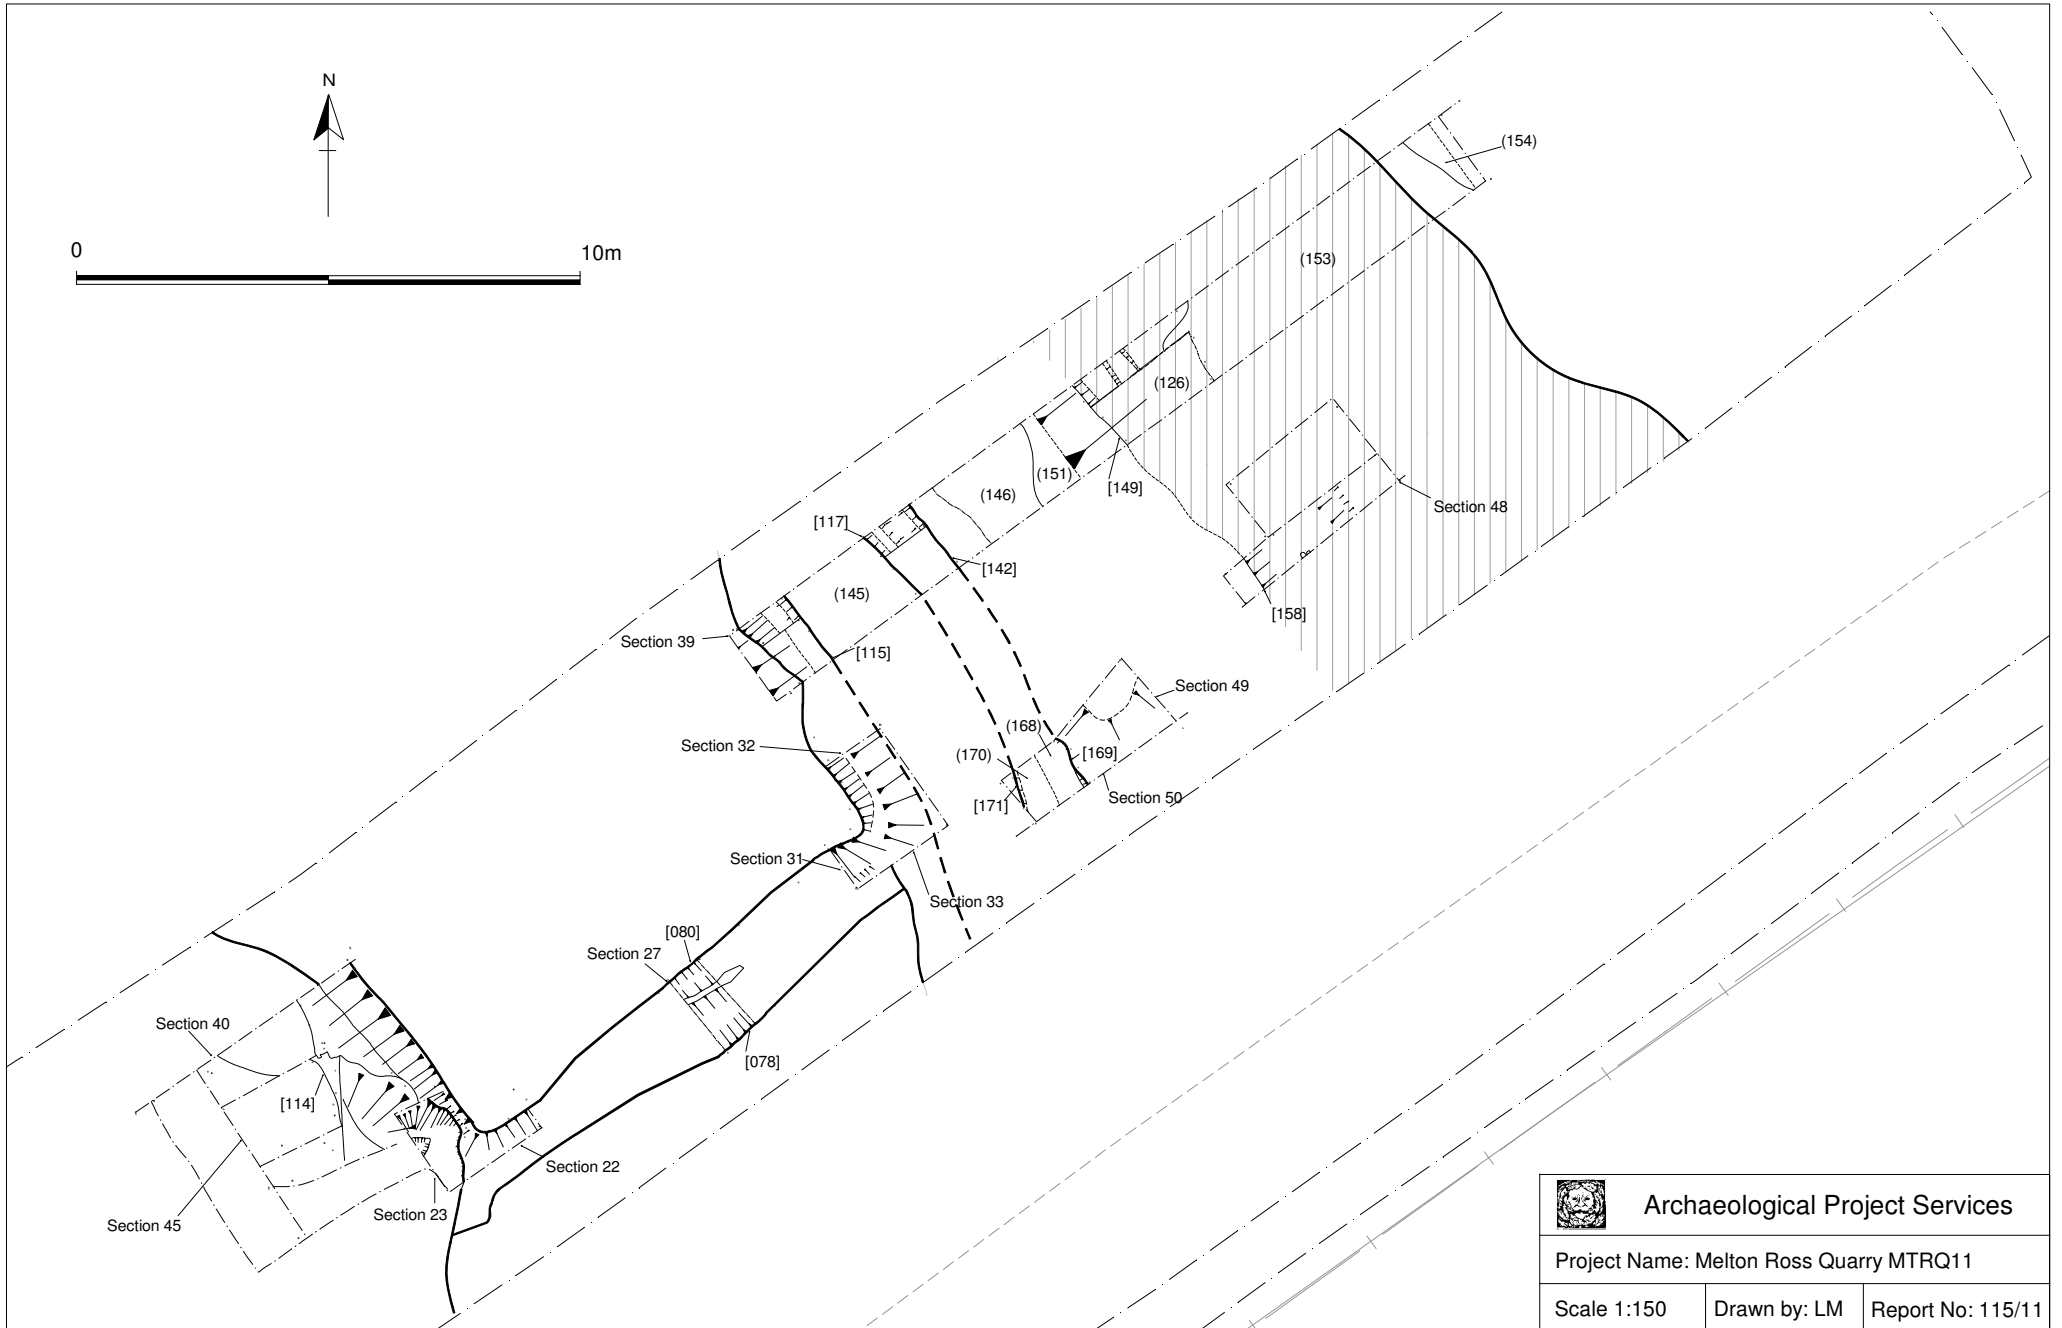 N
0 10m
(154)
(153)
(126)
(151)
(146)
[149]
Section 48
[117]
[142]
(145)
[158]
Section 39
[115]
Section 49
(168)
Section 32
(170)
[169]
[171]
Section 50
Section 31
Section 33
[080]
Section 27
Section 40
[078]
[114]
Section 22
Section 23
Section 45
Archaeological Project Services
Project Name: Melton Ross Quarry MTRQ11
Scale 1:150 Drawn by: LM Report No: 115/11